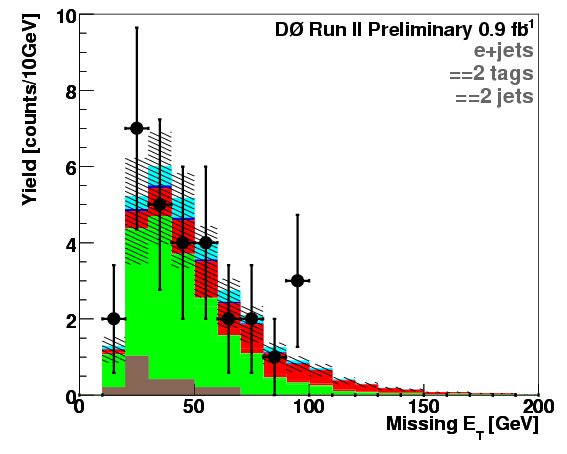 DØ Run II Preliminary 0.9 fb-1
e+jets
==2 tags
==2 jets
Yield [counts/10GeV]
10
8
6
4
2
0
0 50 100 150 200
Missing ET [GeV]